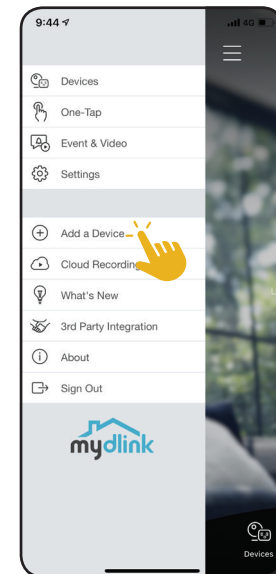 9:44
4G
Devices
One-Tap
Event & Video
Settings
Add a Device
Cloud Recording
What's New
3rd Party Integration
About
Sign Out
mydlink
Devices